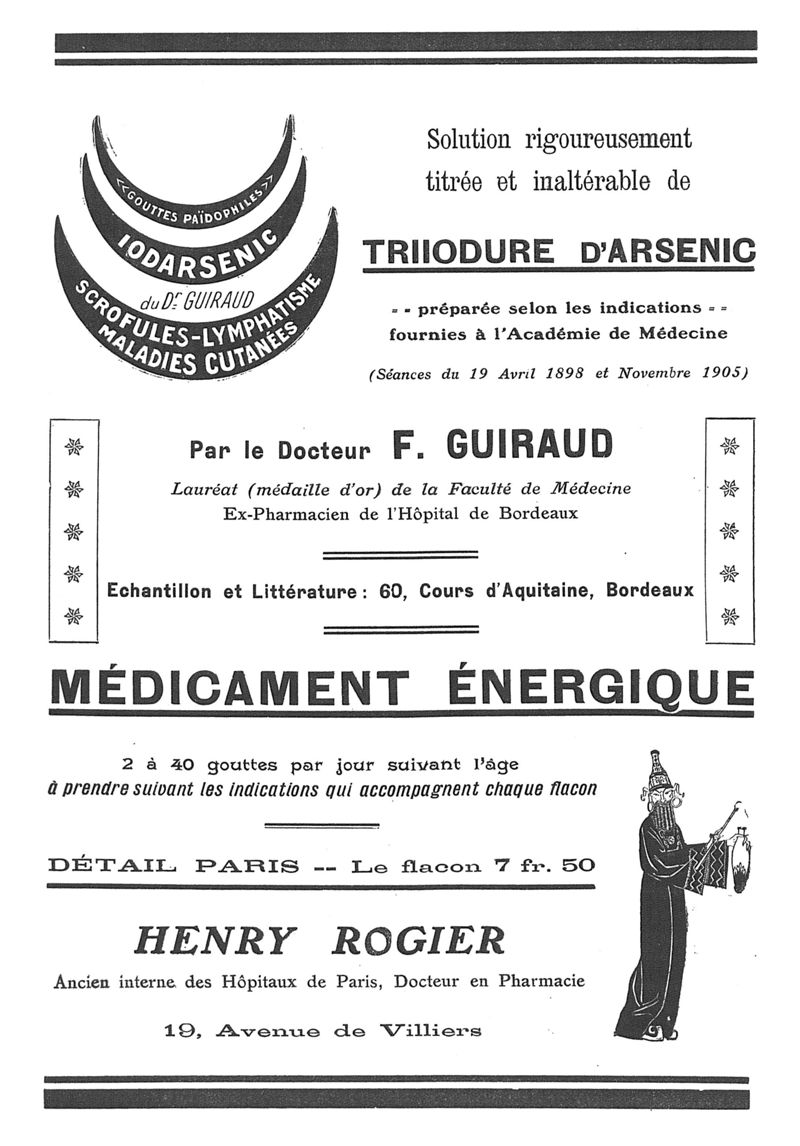 <<GOUTTES PAÏDOPHILES>>
IODARSENIC
du Dr GUIRAUD
SCROFULES-LYMPHATISME
MALADIES CUTANÉES
Solution rigoureusement
titrée et inaltérable de
TRIIODURE D'ARSENIC
préparée selon les indications
fournies à l'Académie de Médecine
(Séances du 19 Avril 1898 et Novembre 1905)
Par le Docteur F. GUIRAUD
Lauréat (médaille d'or) de la Faculté de Médecine
Ex-Pharmacien de l'Hôpital de Bordeaux
Echantillon et Littérature : 60, Cours d'Aquitaine, Bordeaux
MÉDICAMENT ÉNERGIQUE
2 à 40 gouttes par jour suivant l'âge
à prendre suivant les indications qui accompagnent chaque flacon
DÉTAIL PARIS -- Le flacon 7 fr. 50
HENRY ROGIER
Ancien interne des Hôpitaux de Paris, Docteur en Pharmacie
19, Avenue de Villiers